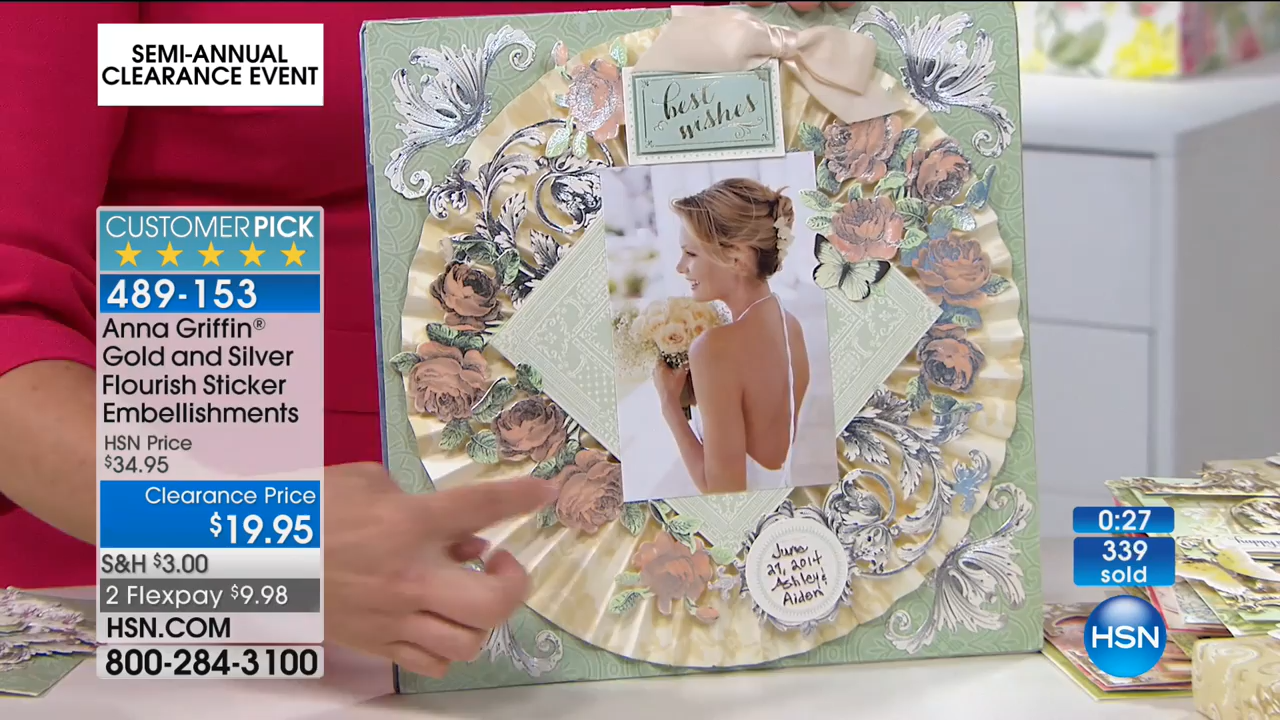 SEMI-ANNUAL
CLEARANCE EVENT
CUSTOMER PICK
489-153
Anna Griffin®
Gold and Silver
Flourish Sticker
Embellishments
HSN Price
$34.95
Clearance Price
$19.95
S&H $3.00
2 Flexpay $9.98
HSN.COM
800-284-3100
best
wishes
June
27, 2014
Ashley &
Aiden
0:27
339
sold
HSN